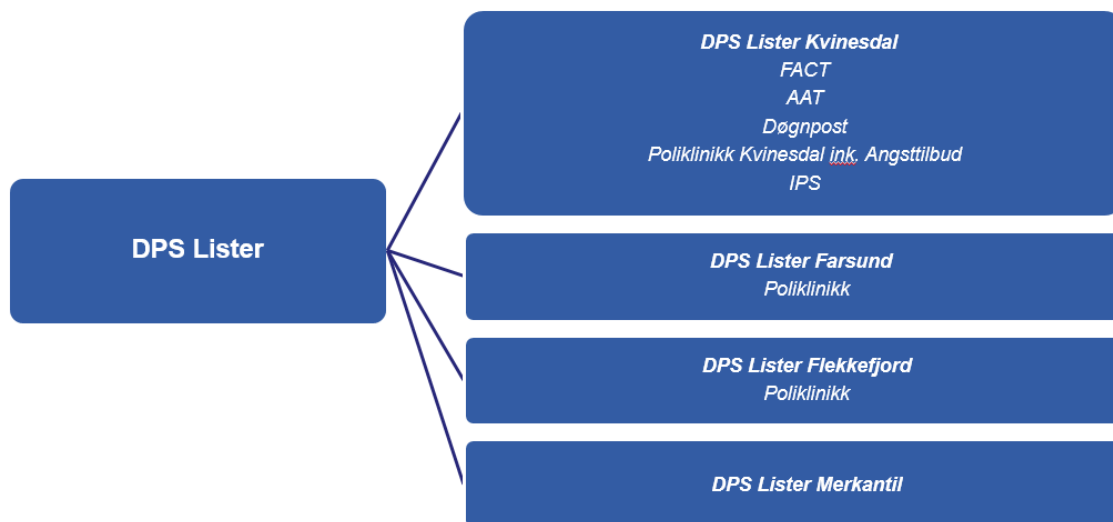 DPS Lister
DPS Lister Kvinesdal
FACT
AAT
Døgnpost
Poliklinikk Kvinesdal ink. Angsttilbud
IPS
DPS Lister Farsund
Poliklinikk
DPS Lister Flekkefjord
Poliklinikk
DPS Lister Merkantil